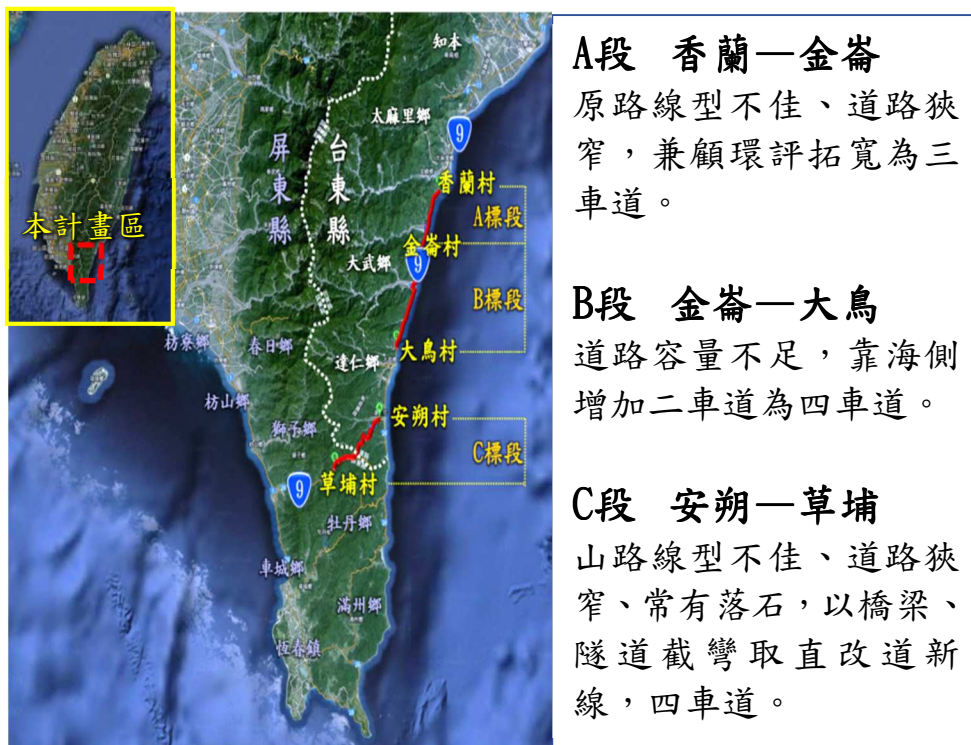 本計畫區
知本
太麻里鄉
9
屏東縣
台東縣
香蘭村
A標段
金崙村
大武鄉
9
B標段
枋寮鄉
春日鄉
大鳥村
達仁鄉
枋山鄉
安朔村
獅子鄉
C標段
9
草埔村
牡丹鄉
車城鄉
滿州鄉
恆春鎮
A段 香蘭—金崙
原路線型不佳、道路狹
窄，兼顧環評拓寬為三
車道。
B段 金崙—大鳥
道路容量不足，靠海側
增加二車道為四車道。
C段 安朔—草埔
山路線型不佳、道路狹
窄、常有落石，以橋梁、
隧道截彎取直改道新
線，四車道。